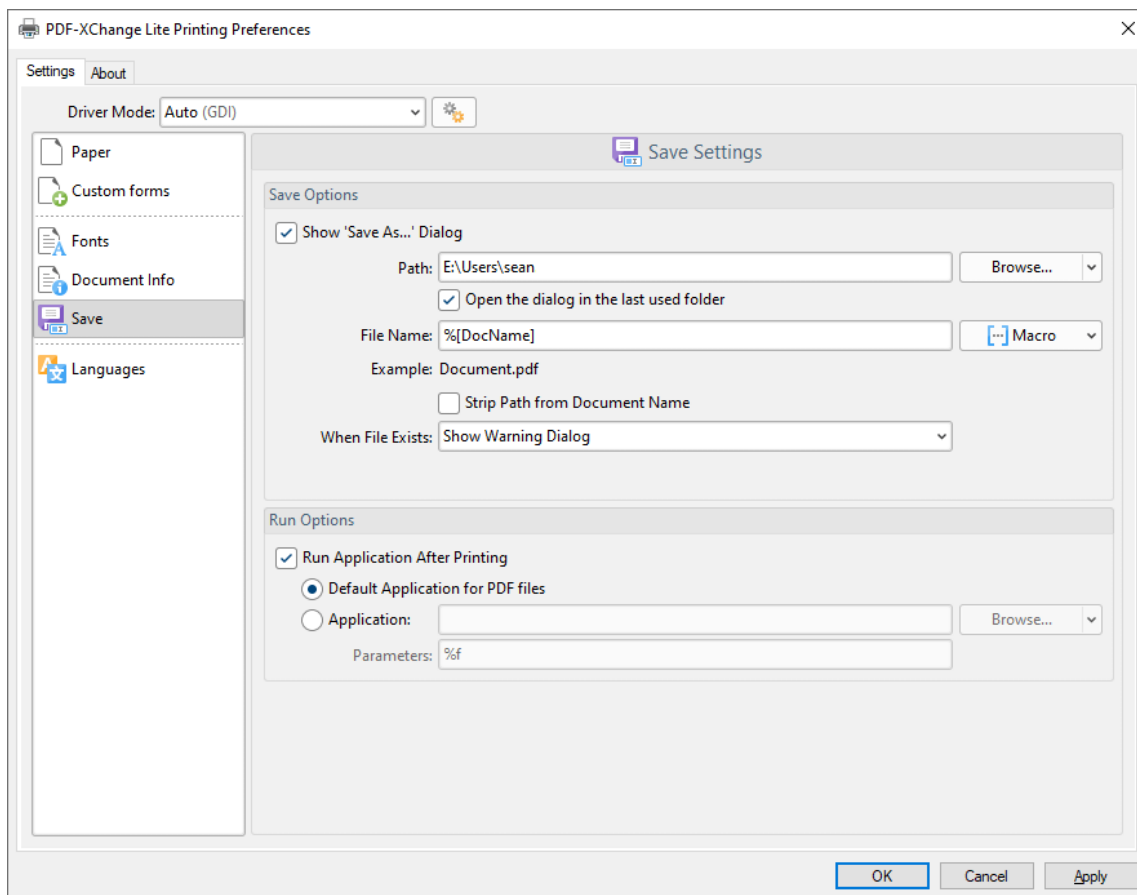 PDF-XChange Lite Printing Preferences
Settings
About
Driver Mode: Auto (GDI)
Paper
Custom forms
Fonts
Document Info
Save
Languages
Save Settings
Save Options
Show 'Save As...' Dialog
Path: E:\Users\sean Browse...
Open the dialog in the last used folder
File Name: %[DocName] Macro
Example: Document.pdf
Strip Path from Document Name
When File Exists: Show Warning Dialog
Run Options
Run Application After Printing
Default Application for PDF files
Application: Browse...
Parameters: %f
OK Cancel Apply